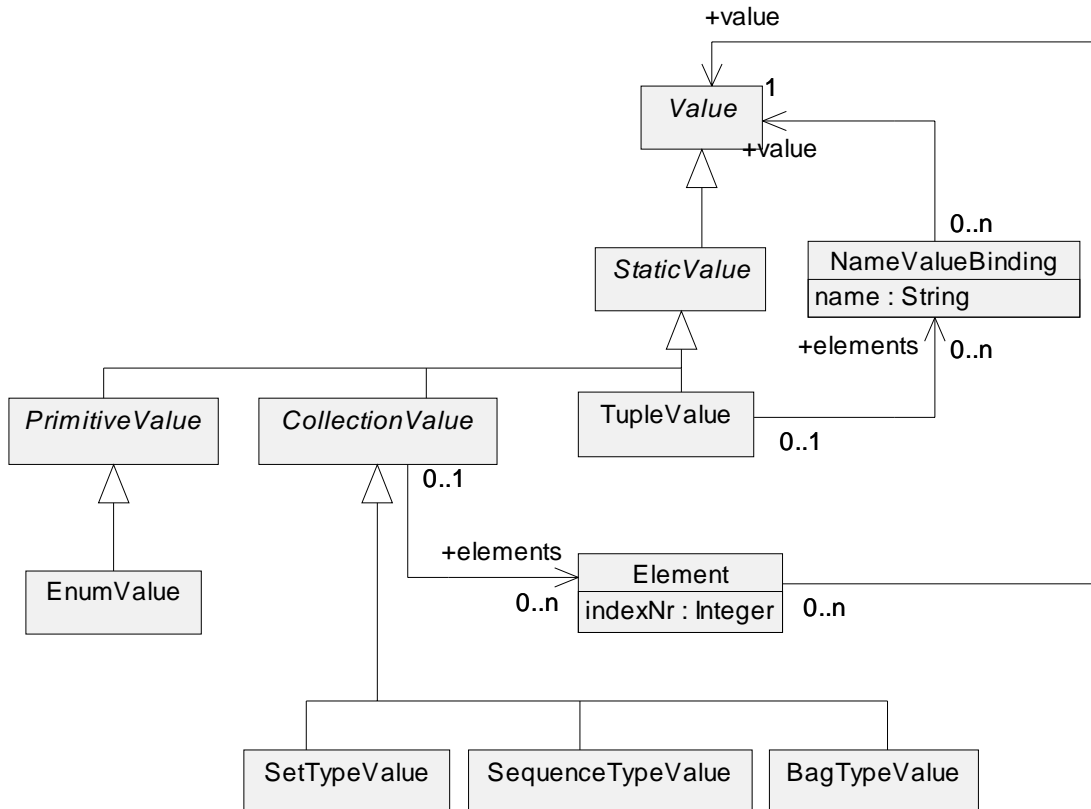 +value
1
Value
+value
0..n
StaticValue
NameValueBinding
name : String
+elements
0..n
PrimitiveValue
CollectionValue
TupleValue
0..1
0..1
+elements
Element
EnumValue
0..n
indexNr : Integer
0..n
SetTypeValue
SequenceTypeValue
BagTypeValue